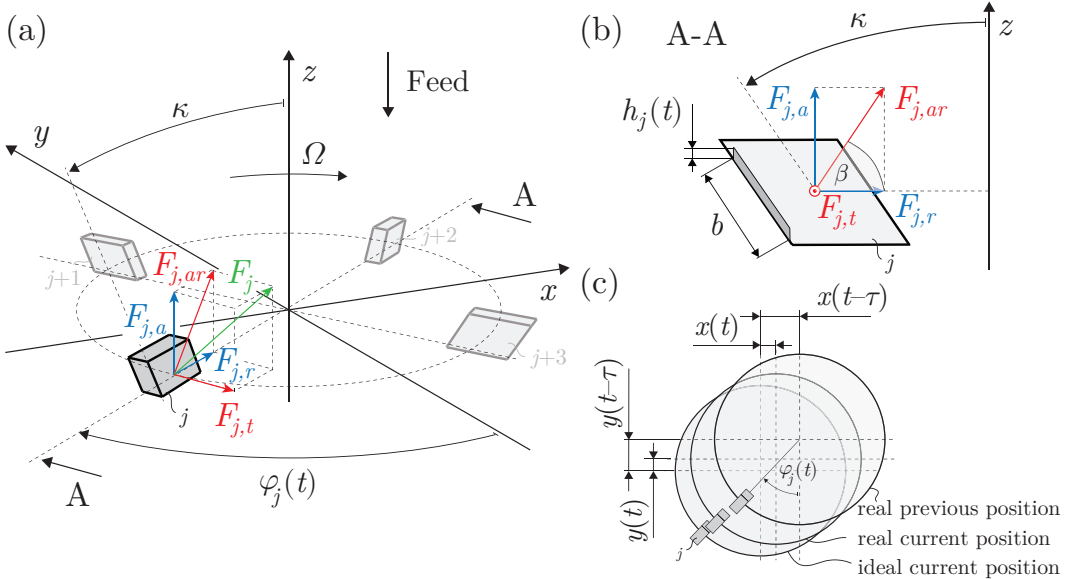 (a)
z
Feed
κ
y
Ω
A
j+2
j+1
F_{j,ar}
F_j
x
F_{j,a}
F_{j,r}
j+3
j
F_{j,t}
A
φ_j(t)
(b)
A-A
κ
z
F_{j,a}
F_{j,ar}
h_j(t)
β
b
F_{j,t}
F_{j,r}
j
(c)
x(t–τ)
x(t)
y(t–τ)
φ_j(t)
y(t)
j
real previous position
real current position
ideal current position